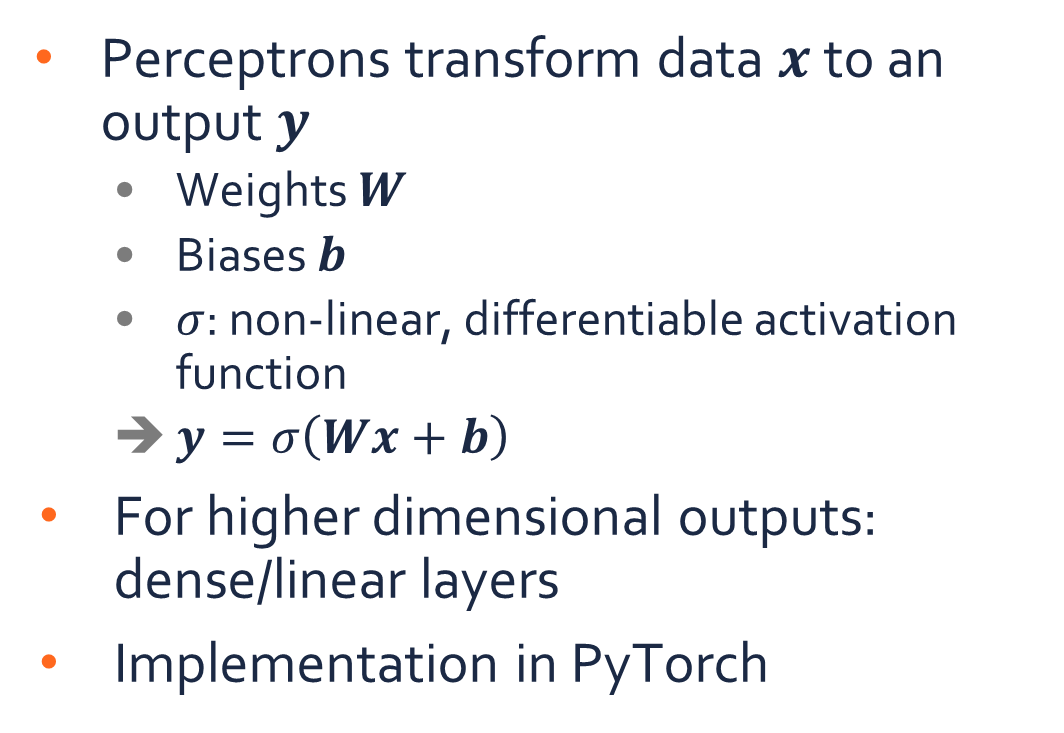 • Perceptrons transform data x to an
output y
• Weights W
• Biases b
• σ: non-linear, differentiable activation
function
➔ y = σ(Wx + b)
• For higher dimensional outputs:
dense/linear layers
• Implementation in PyTorch